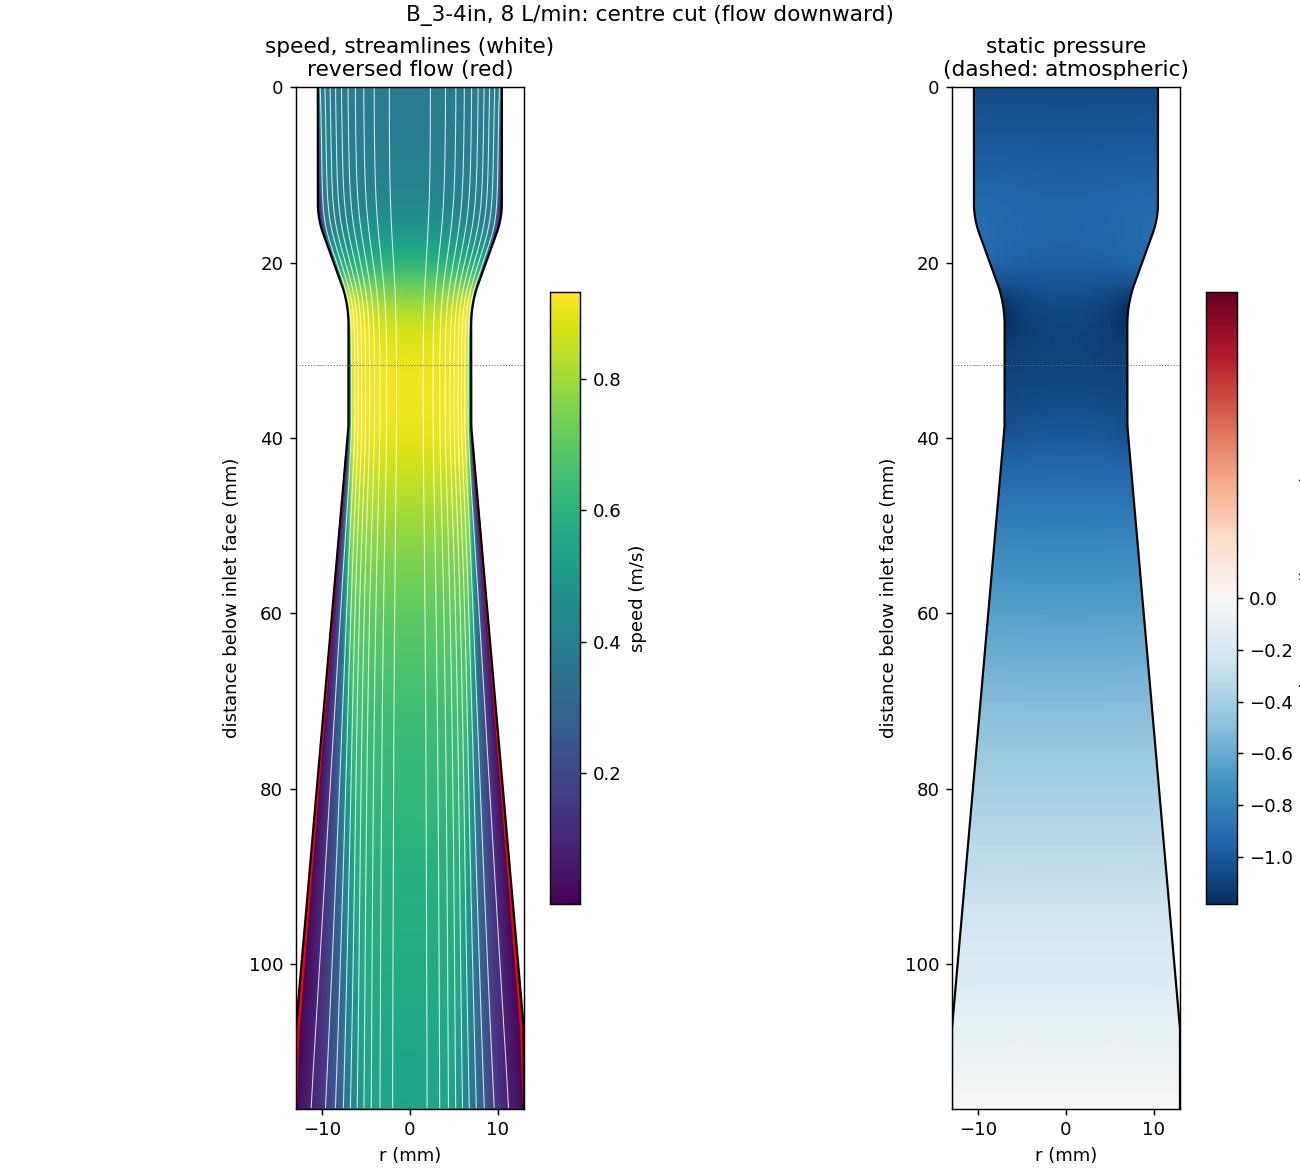 B_3-4in, 8 L/min: centre cut (flow downward)
speed, streamlines (white)
reversed flow (red)
0
20
40
60
80
100
distance below inlet face (mm)
−10
0
10
r (mm)
0.8
0.6
0.4
0.2
speed (m/s)
static pressure
(dashed: atmospheric)
0
20
40
60
80
100
distance below inlet face (mm)
−10
0
10
r (mm)
0.0
−0.2
−0.4
−0.6
−0.8
−1.0